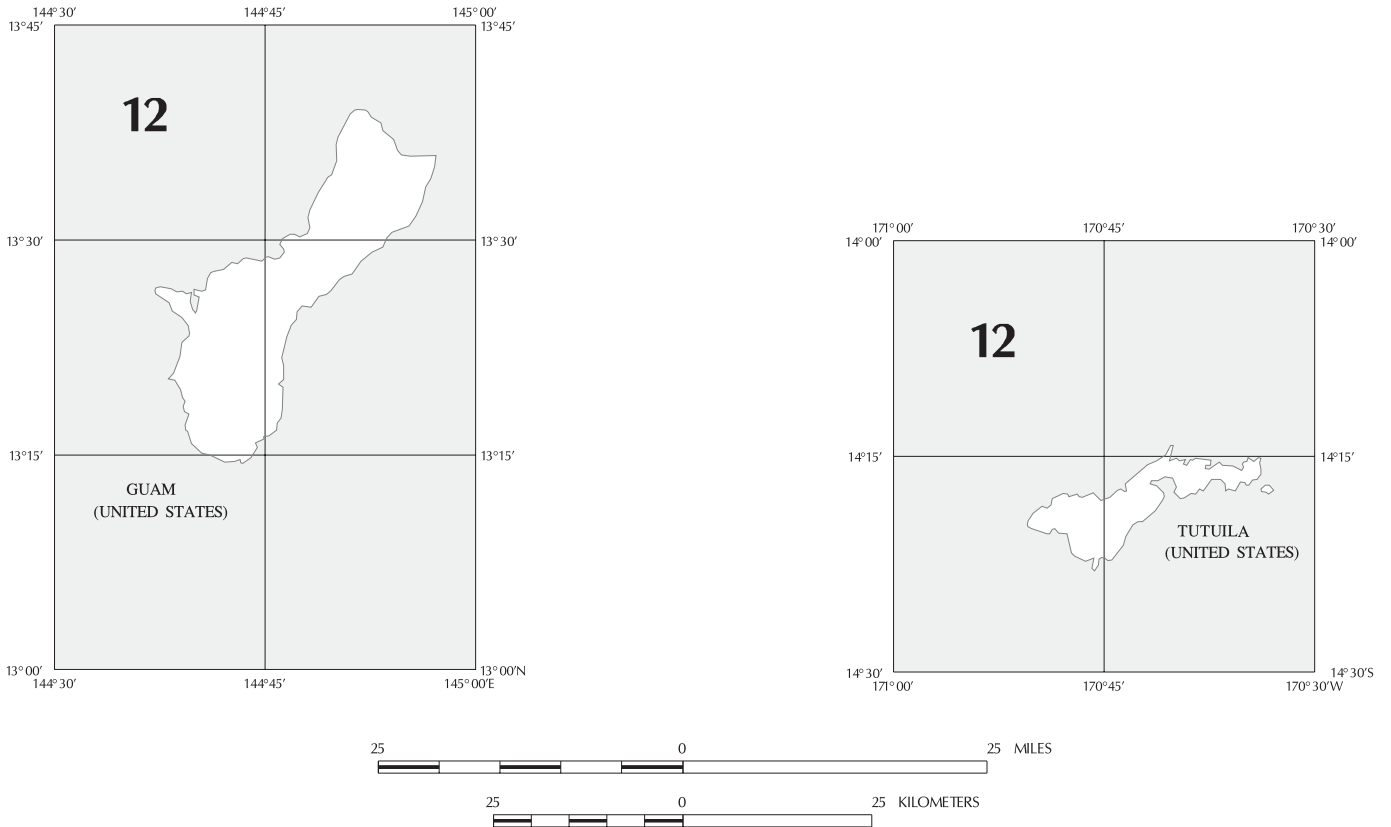 144°30′ 144°45′ 145°00′
13°45′ 13°45′
12
13°30′ 13°30′
13°15′ 13°15′
GUAM
(UNITED STATES)
13°00′ 13°00′N
144°30′ 144°45′ 145°00′E
171°00′ 170°45′ 170°30′
14°00′ 14°00′
12
14°15′ 14°15′
TUTUILA
(UNITED STATES)
14°30′ 14°30′S
171°00′ 170°45′ 170°30′W
25 0 25 MILES
25 0 25 KILOMETERS